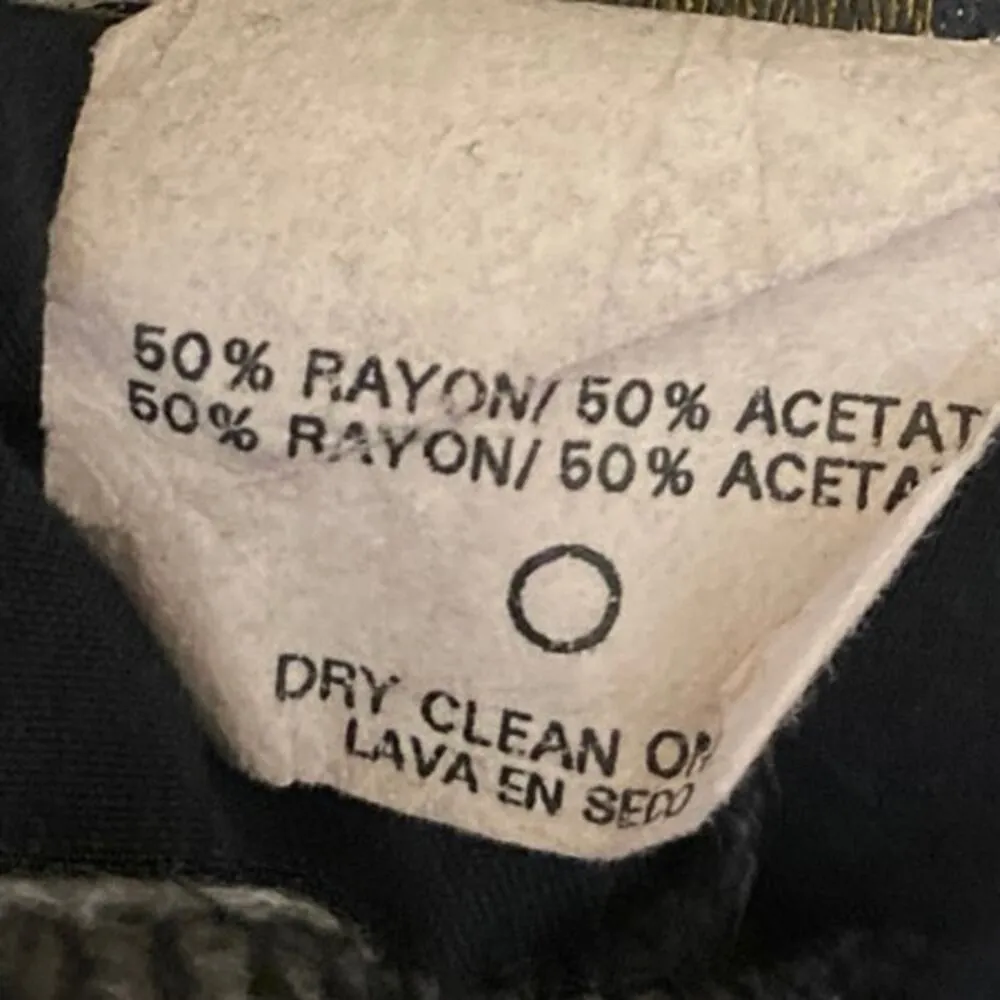 50% RAYON/ 50% ACETAT
50% RAYON/ 50% ACETA
DRY CLEAN ON
LAVA EN SECO